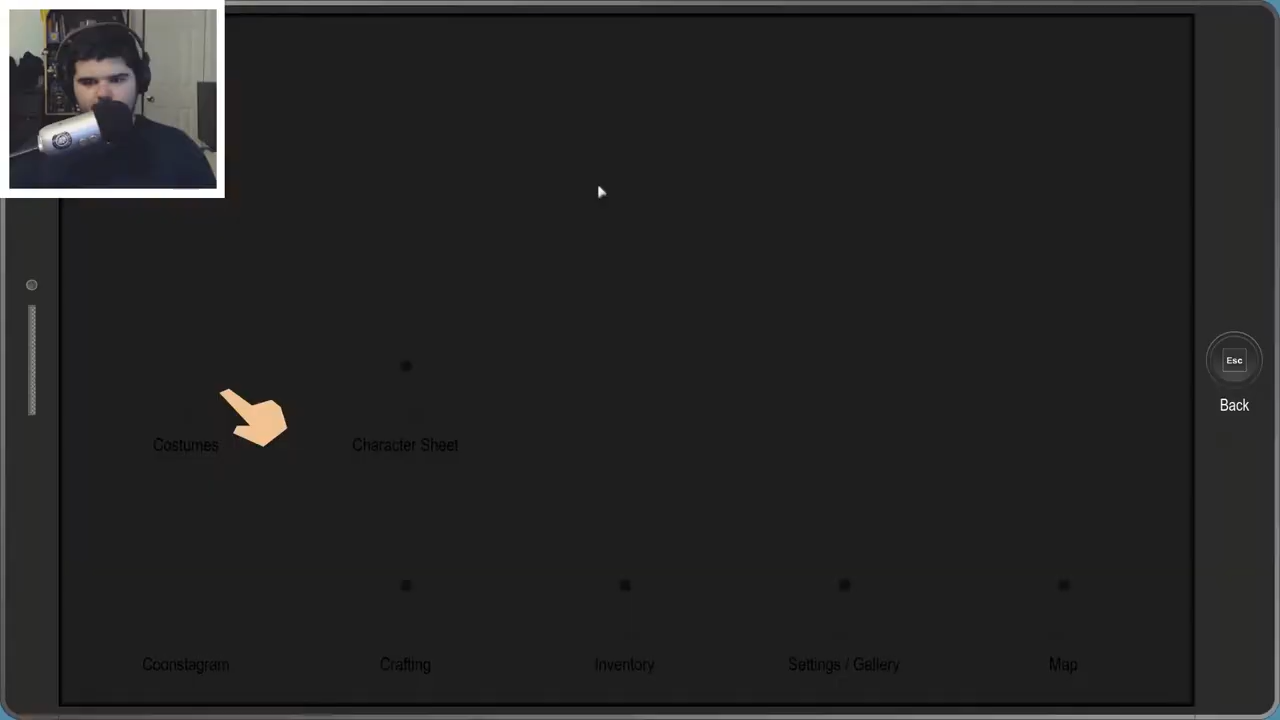 Esc
Back
Costumes
Character Sheet
Coonstagram
Crafting
Inventory
Settings / Gallery
Map